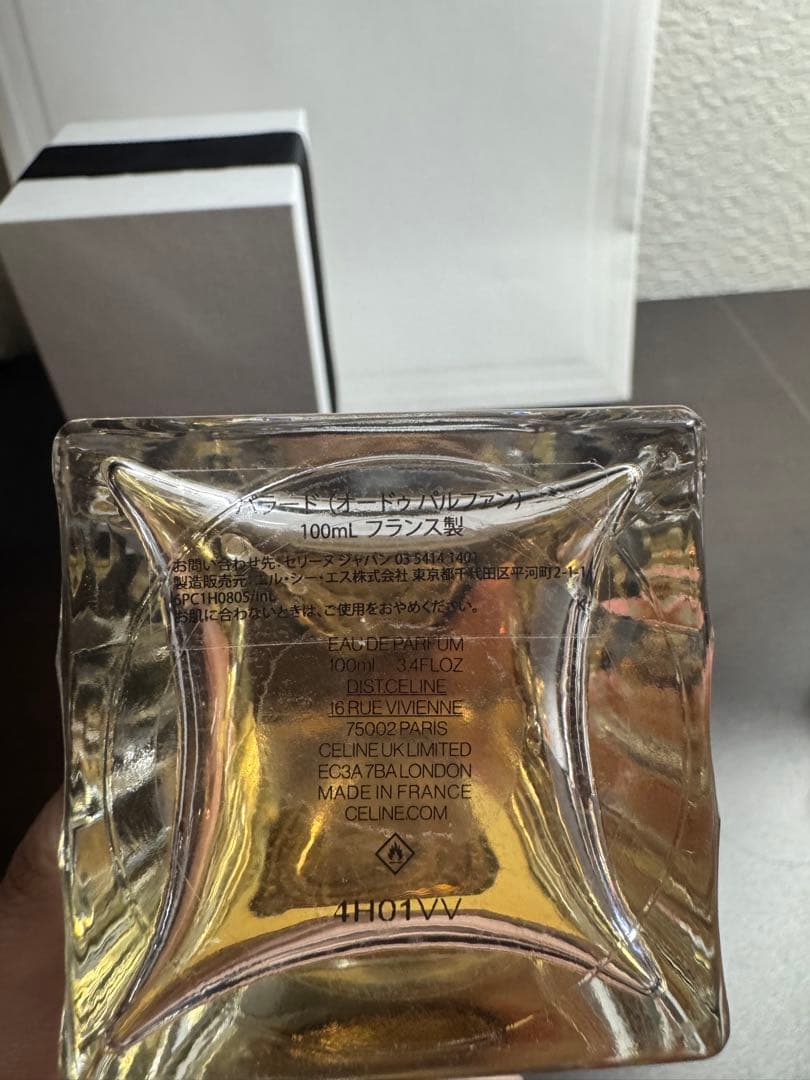 パラード（オードゥパルファン）
100mL フランス製
お問い合わせ先：セリーヌ ジャパン 03 5414 1401
製造販売元：エル・シー・エス株式会社 東京都千代田区平河町2-1-1
6PC1H0805/InL
お肌に合わないときは、ご使用をおやめください。
EAU DE PARFUM
100ml 3.4FLOZ
DIST.CELINE
16 RUE VIVIENNE
75002 PARIS
CELINE UK LIMITED
EC3A 7BA LONDON
MADE IN FRANCE
CELINE.COM
4H01VV